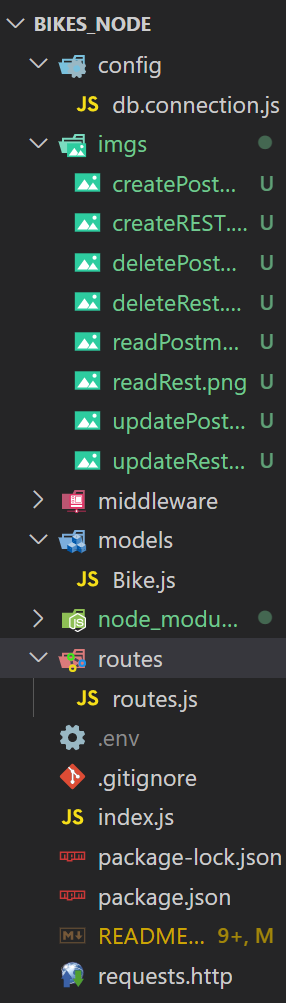 BIKES_NODE
config
JS db.connection.js
imgs
createPost... U
createREST.... U
deletePost... U
deleteRest.... U
readPostm... U
readRest.png U
updatePost... U
updateRest... U
middleware
models
JS Bike.js
node_modu...
routes
JS routes.js
.env
.gitignore
JS index.js
npm package-lock.json
npm package.json
README... 9+, M
requests.http